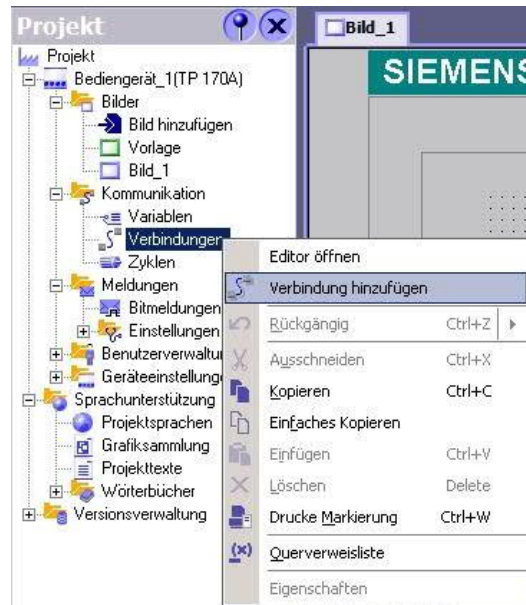 Projekt
Projekt
Bediengerät_1(TP 170A)
Bilder
Bild hinzufügen
Vorlage
Bild_1
Kommunikation
Variablen
Verbindungen
Zyklen
Meldungen
Bitmeldungen
Einstellungen
Benutzerverwaltu
Geräteeinstellung
Sprachunterstützung
Projektsprachen
Grafiksammlung
Projekttexte
Wörterbücher
Versionsverwaltung
Bild_1
SIEMENS
Editor öffnen
Verbindung hinzufügen
Rückgängig Ctrl+Z
Ausschneiden Ctrl+X
Kopieren Ctrl+C
Einfaches Kopieren
Einfügen Ctrl+V
Löschen Delete
Drucke Markierung Ctrl+W
Querverweisliste
Eigenschaften